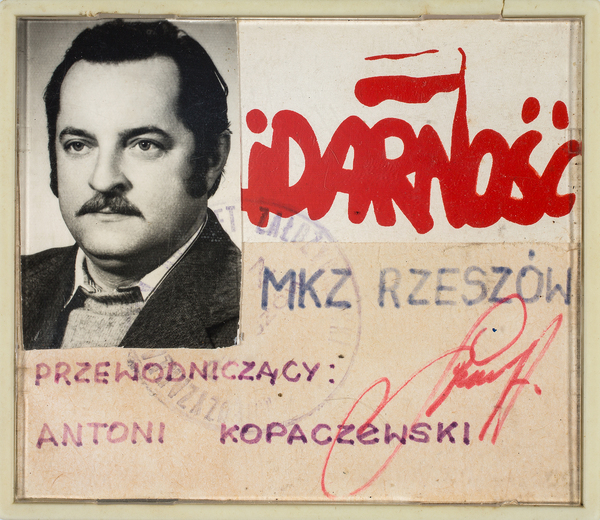 iDARNOŚĆ
MKZ RZESZÓW
PRZEWODNICZĄCY:
ANTONI KOPACZEWSKI